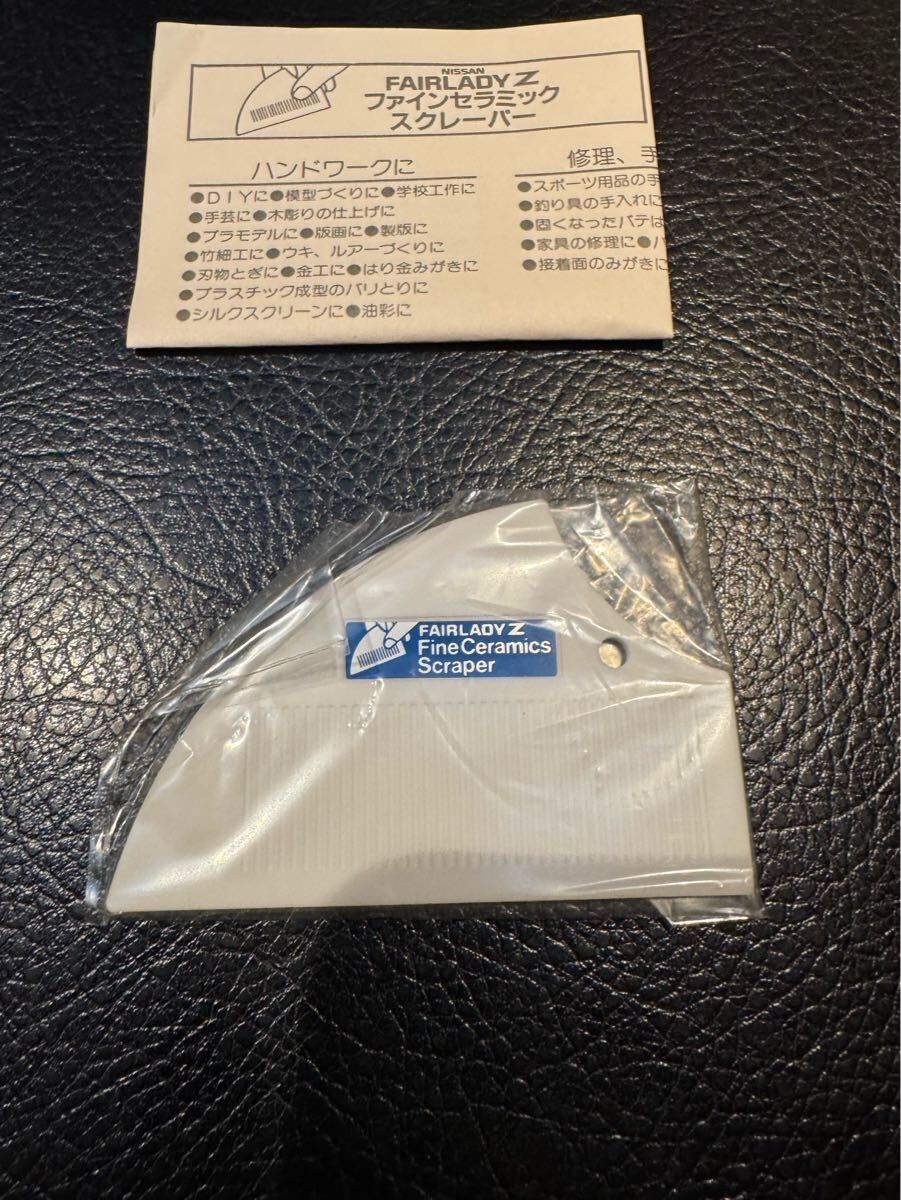 NISSAN
FAIRLADY Z
ファインセラミック
スクレーパー
ハンドワークに
●DIYに●模型づくりに●学校工作に
●手芸に●木彫りの仕上げに
●プラモデルに●版画に●製版に
●竹細工に●ウキ、ルアーづくりに
●刃物とぎに●金工に●はり金みがきに
●プラスチック成型のバリとりに
●シルクスクリーンに●油彩に
修理、手
●スポーツ用品の手
●釣り具の手入れに
●固くなったパテは
●家具の修理に●
●接着面のみがきに
FAIRLADY Z
Fine Ceramics
Scraper